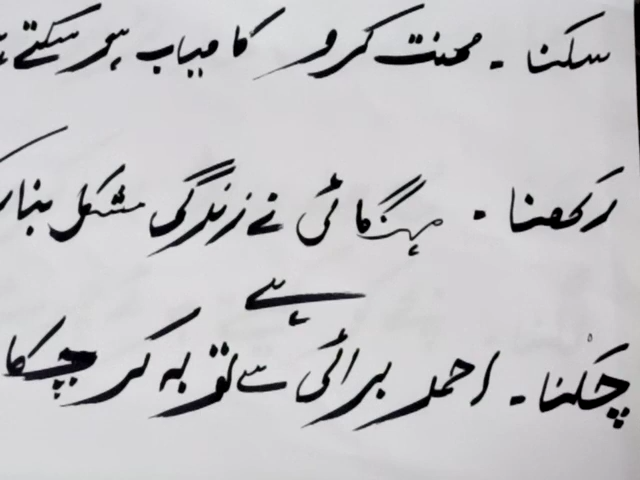 سکنا - محنت کرو کامیاب ہو سکتے
رکھنا - مہنگائی نے زندگی مشکل بنا
ہے
چکنا - احمد برائی سے توبہ کر چکا